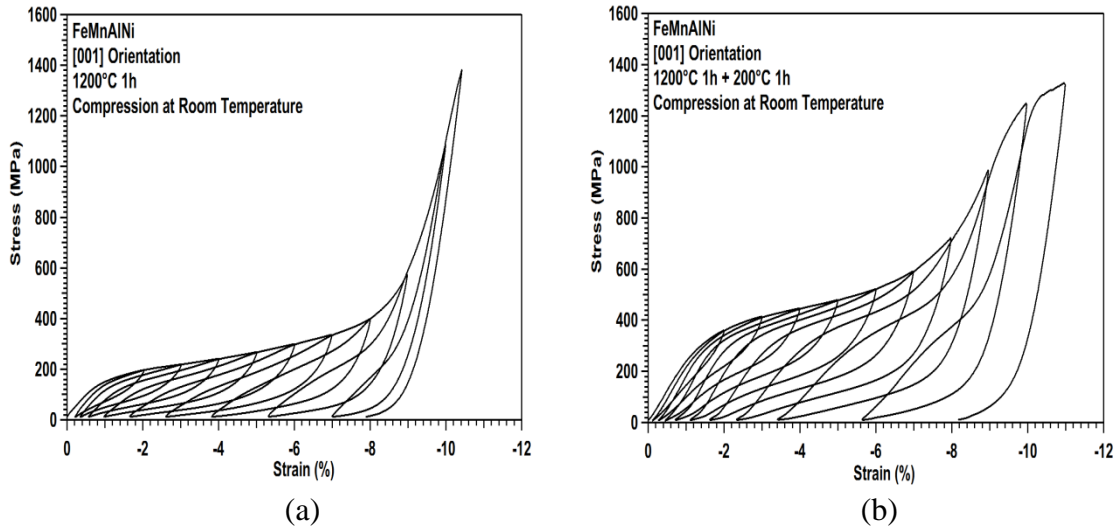 1600
FeMnAlNi
[001] Orientation
1200°C 1h
Compression at Room Temperature
1400
1200
1000
800
600
400
200
0
Stress (MPa)
0 -2 -4 -6 -8 -10 -12
Strain (%)
(a)
1600
FeMnAlNi
[001] Orientation
1200°C 1h + 200°C 1h
Compression at Room Temperature
1400
1200
1000
800
600
400
200
0
Stress (MPa)
0 -2 -4 -6 -8 -10 -12
Strain (%)
(b)